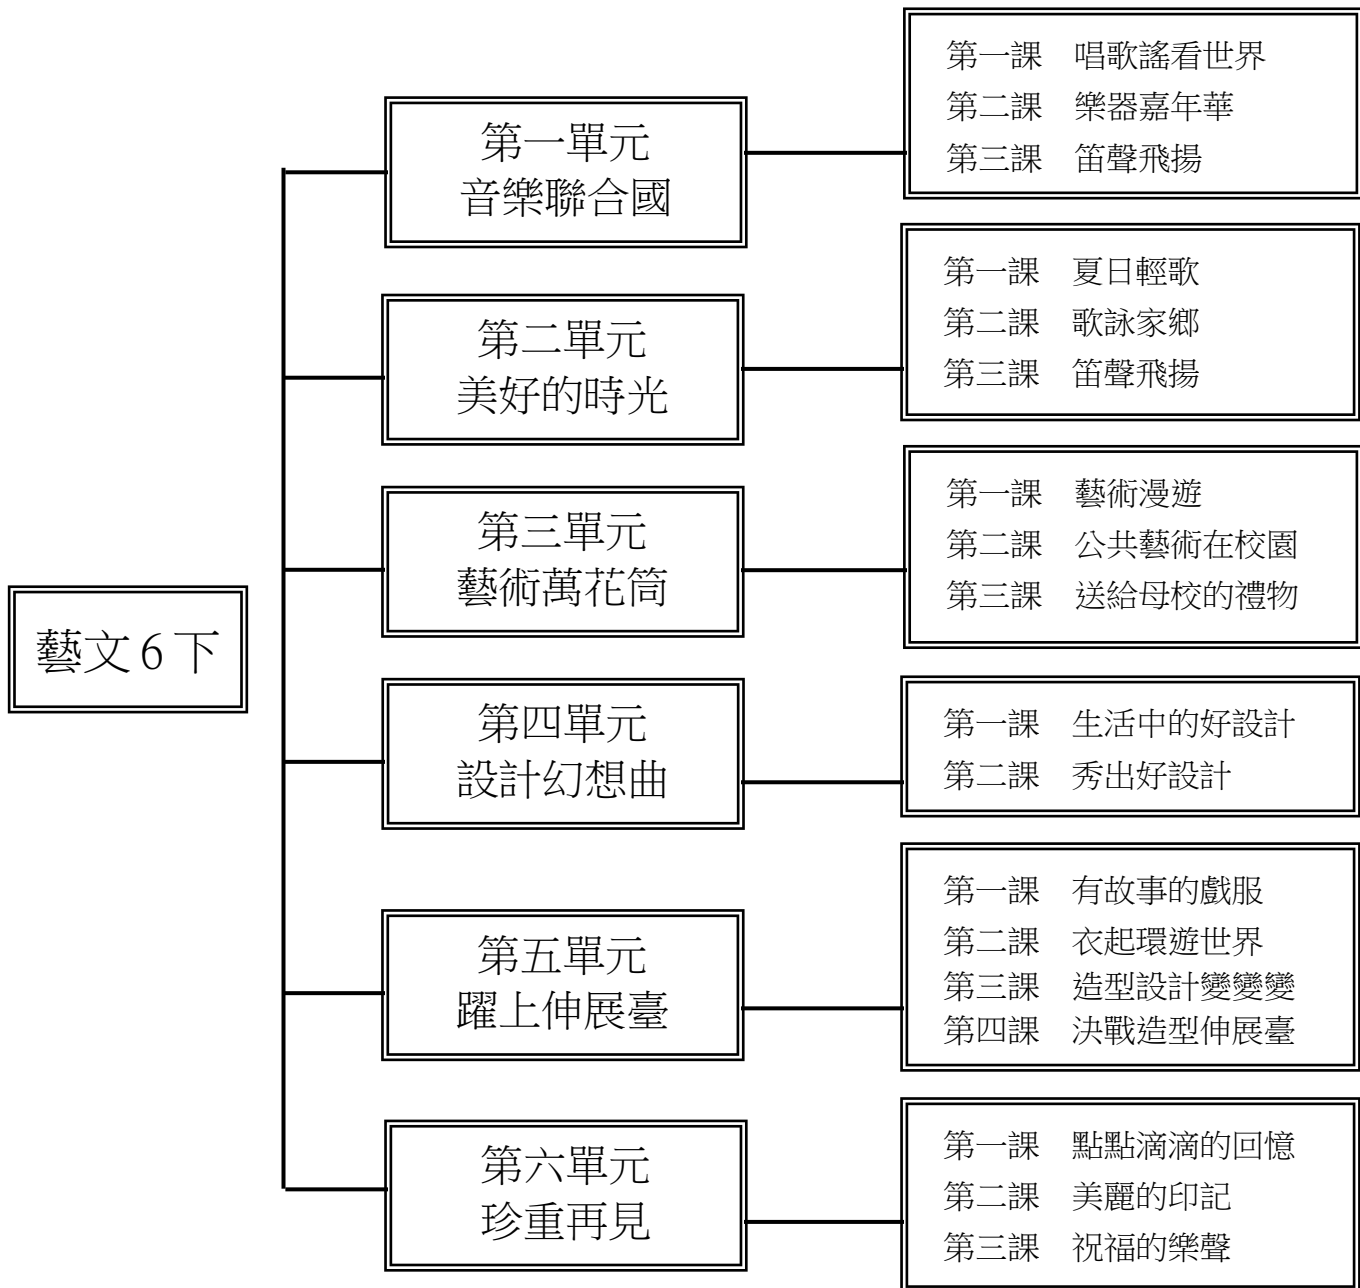 藝文6下
第一單元
音樂聯合國
第一課　唱歌謠看世界
第二課　樂器嘉年華
第三課　笛聲飛揚
第二單元
美好的時光
第一課　夏日輕歌
第二課　歌詠家鄉
第三課　笛聲飛揚
第三單元
藝術萬花筒
第一課　藝術漫遊
第二課　公共藝術在校園
第三課　送給母校的禮物
第四單元
設計幻想曲
第一課　生活中的好設計
第二課　秀出好設計
第五單元
躍上伸展臺
第一課　有故事的戲服
第二課　衣起環遊世界
第三課　造型設計變變變
第四課　決戰造型伸展臺
第六單元
珍重再見
第一課　點點滴滴的回憶
第二課　美麗的印記
第三課　祝福的樂聲